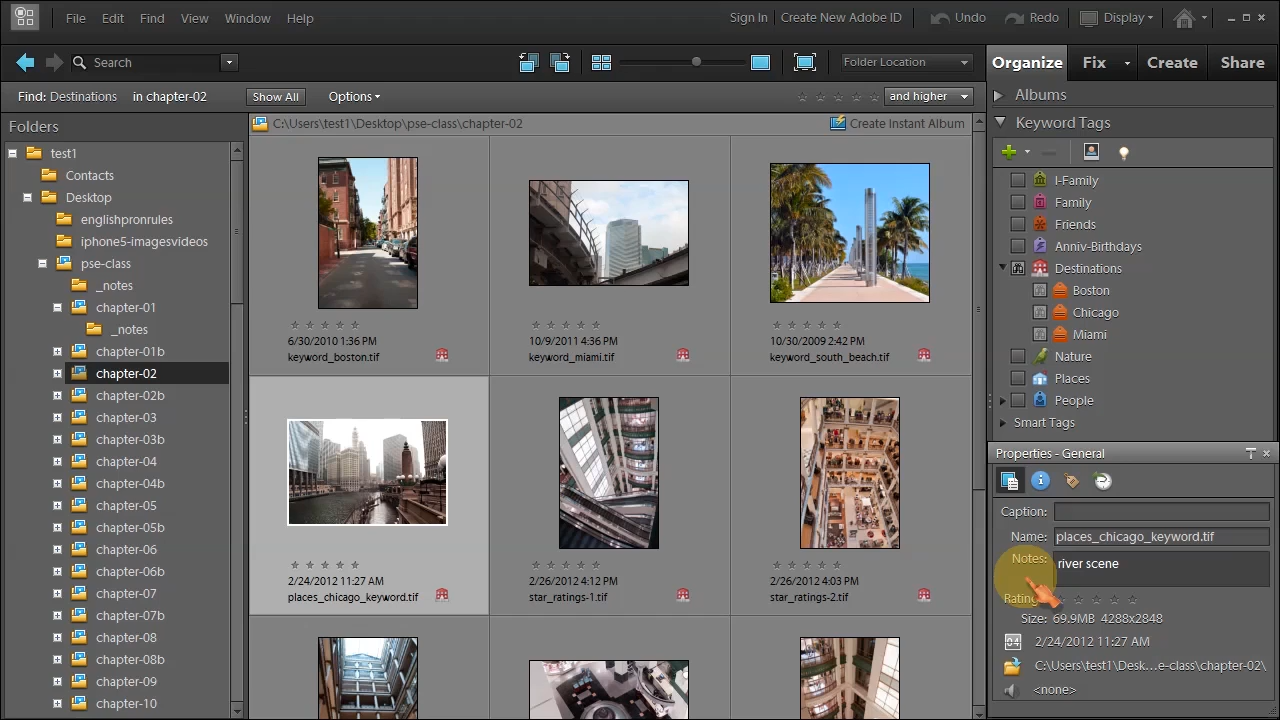 File Edit Find View Window Help
Sign In Create New Adobe ID Undo Redo Display
Search
Folder Location
Organize Fix Create Share
Find: Destinations in chapter-02 Show All Options
and higher
Albums
Folders
C:\Users\test1\Desktop\pse-class\chapter-02
Create Instant Album
Keyword Tags
test1
Contacts
Desktop
englishpronrules
iphone5-imagesvideos
pse-class
_notes
chapter-01
_notes
chapter-01b
chapter-02
chapter-02b
chapter-03
chapter-03b
chapter-04
chapter-04b
chapter-05
chapter-05b
chapter-06
chapter-06b
chapter-07
chapter-07b
chapter-08
chapter-08b
chapter-09
chapter-10
6/30/2010 1:36 PM
keyword_boston.tif
10/9/2011 4:36 PM
keyword_miami.tif
10/30/2009 2:42 PM
keyword_south_beach.tif
2/24/2012 11:27 AM
places_chicago_keyword.tif
2/26/2012 4:12 PM
star_ratings-1.tif
2/26/2012 4:03 PM
star_ratings-2.tif
I-Family
Family
Friends
Anniv-Birthdays
Destinations
Boston
Chicago
Miami
Nature
Places
People
Smart Tags
Properties - General
Caption:
Name: places_chicago_keyword.tif
Notes: river scene
Size: 69.9MB 4288x2848
04
2/24/2012 11:27 AM
C:\Users\test1\Desk...e-class\chapter-02\
<none>